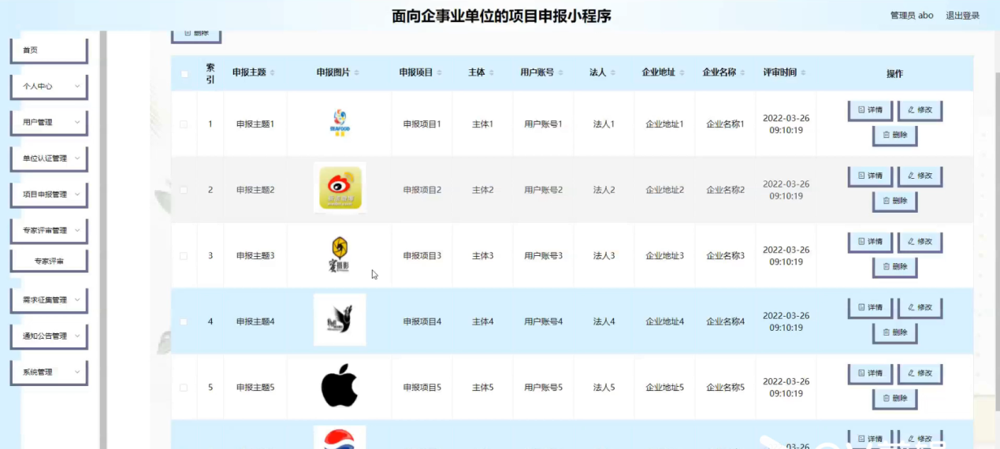 面向企事业单位的项目申报小程序
管理员 abo 退出登录
首页
个人中心
用户管理
单位认证管理
项目申报管理
专家评审管理
专家评审
需求征集管理
通知公告管理
系统管理
删除
索引 申报主题 申报图片 申报项目 主体 用户账号 法人 企业地址 企业名称 评审时间 操作
1 申报主题1 SEAFOOD 申报项目1 主体1 用户账号1 法人1 企业地址1 企业名称1 2022-03-26 09:10:19 详情 修改 删除
2 申报主题2 申报项目2 主体2 用户账号2 法人2 企业地址2 企业名称2 2022-03-26 09:10:19 详情 修改 删除
3 申报主题3 申报项目3 主体3 用户账号3 法人3 企业地址3 企业名称3 2022-03-26 09:10:19 详情 修改 删除
4 申报主题4 申报项目4 主体4 用户账号4 法人4 企业地址4 企业名称4 2022-03-26 09:10:19 详情 修改 删除
5 申报主题5 申报项目5 主体5 用户账号5 法人5 企业地址5 企业名称5 2022-03-26 09:10:19 详情 修改 删除
详情 修改